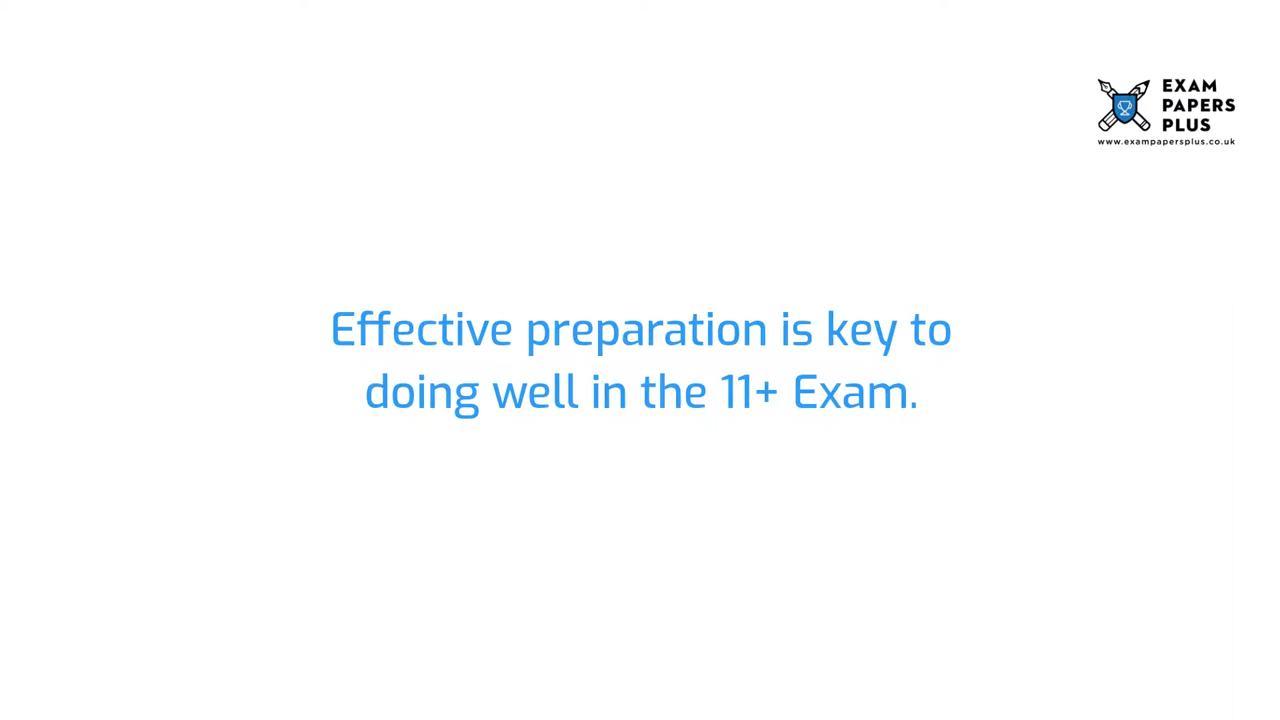 EXAM
PAPERS
PLUS
www.exampapersplus.co.uk
Effective preparation is key to
doing well in the 11+ Exam.